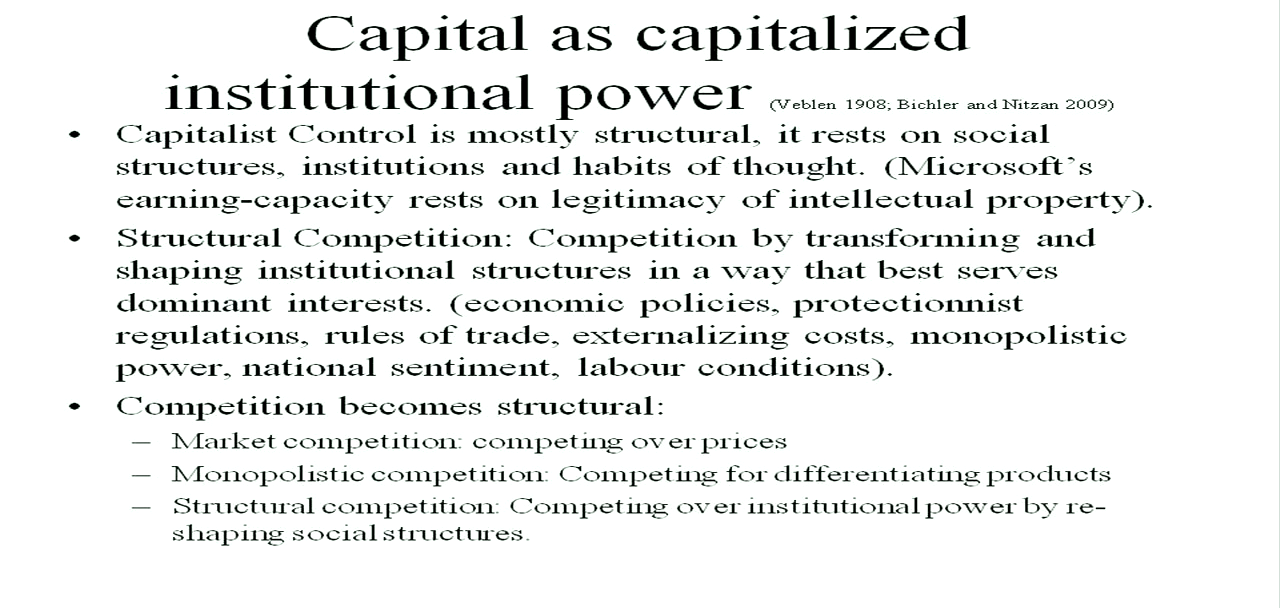 Capital as capitalized
institutional power (Veblen 1908; Bichler and Nitzan 2009)
• Capitalist Control is mostly structural, it rests on social
structures, institutions and habits of thought. (Microsoft's
earning-capacity rests on legitimacy of intellectual property).
• Structural Competition: Competition by transforming and
shaping institutional structures in a way that best serves
dominant interests. (economic policies, protectionnist
regulations, rules of trade, externalizing costs, monopolistic
power, national sentiment, labour conditions).
• Competition becomes structural:
– Market competition: competing over prices
– Monopolistic competition: Competing for differentiating products
– Structural competition: Competing over institutional power by re-
shaping social structures.